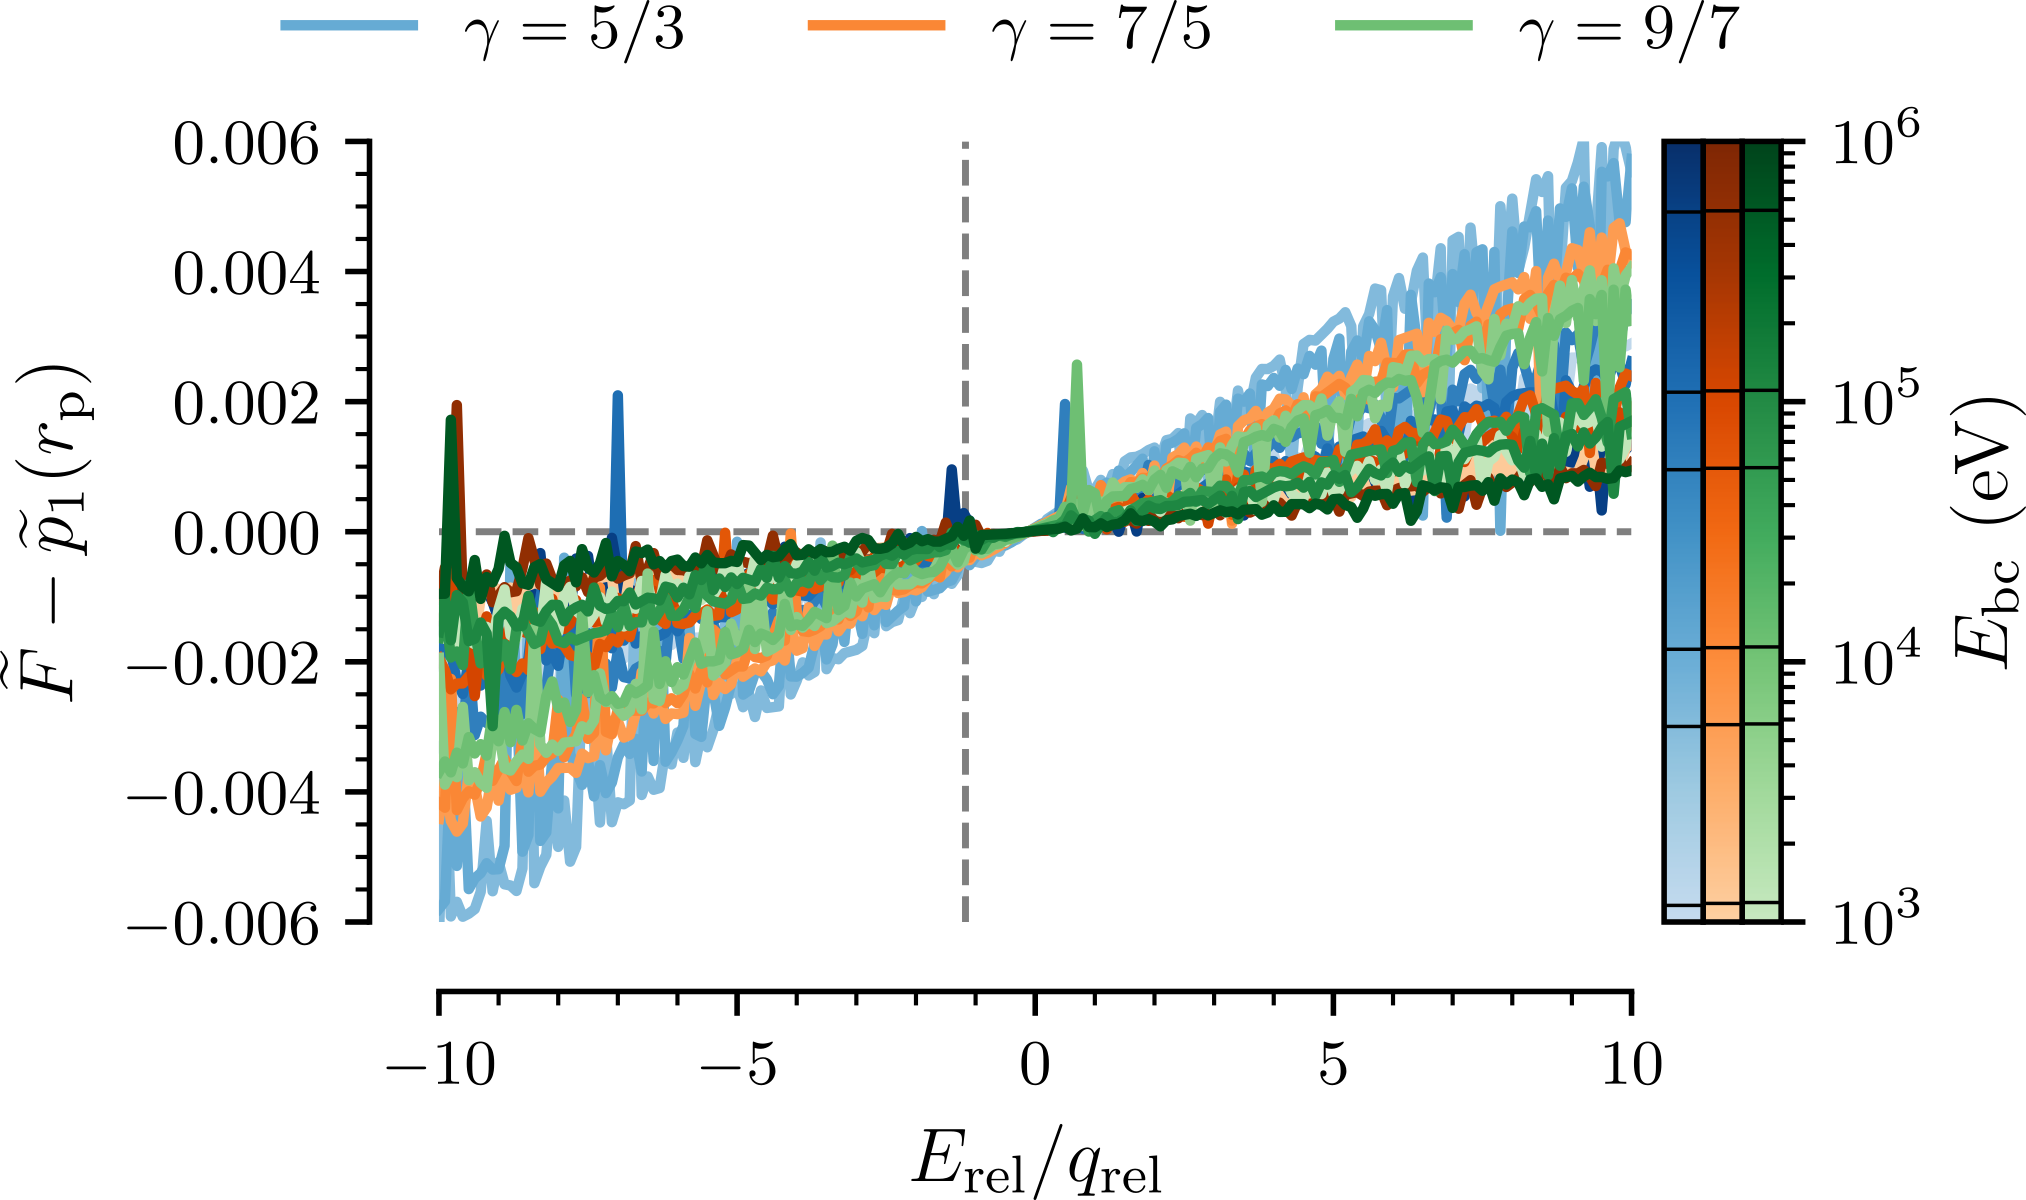 γ = 5/3 γ = 7/5 γ = 9/7
0.006
0.004
0.002
0.000
−0.002
−0.004
−0.006
F̃ − p̃₁(rₚ)
−10 −5 0 5 10
E_rel/q_rel
10⁶
10⁵
10⁴
10³
E_bc (eV)